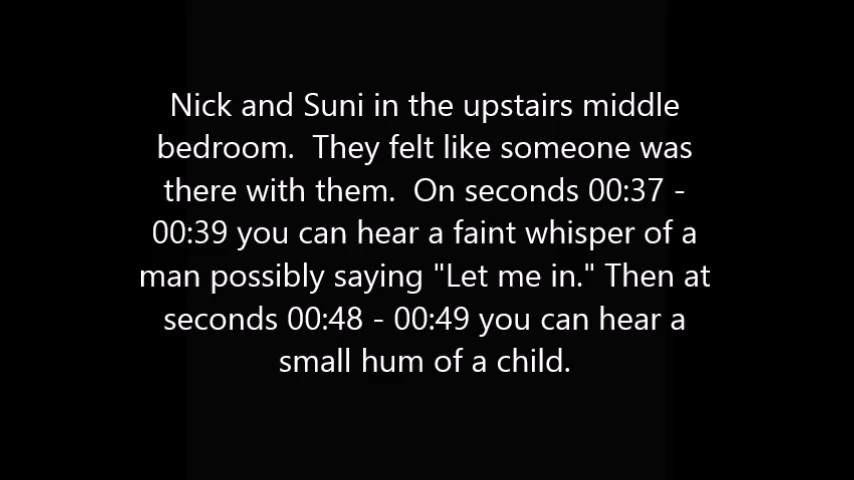 Nick and Suni in the upstairs middle
bedroom.  They felt like someone was
there with them.  On seconds 00:37 -
00:39 you can hear a faint whisper of a
man possibly saying "Let me in." Then at
seconds 00:48 - 00:49 you can hear a
small hum of a child.